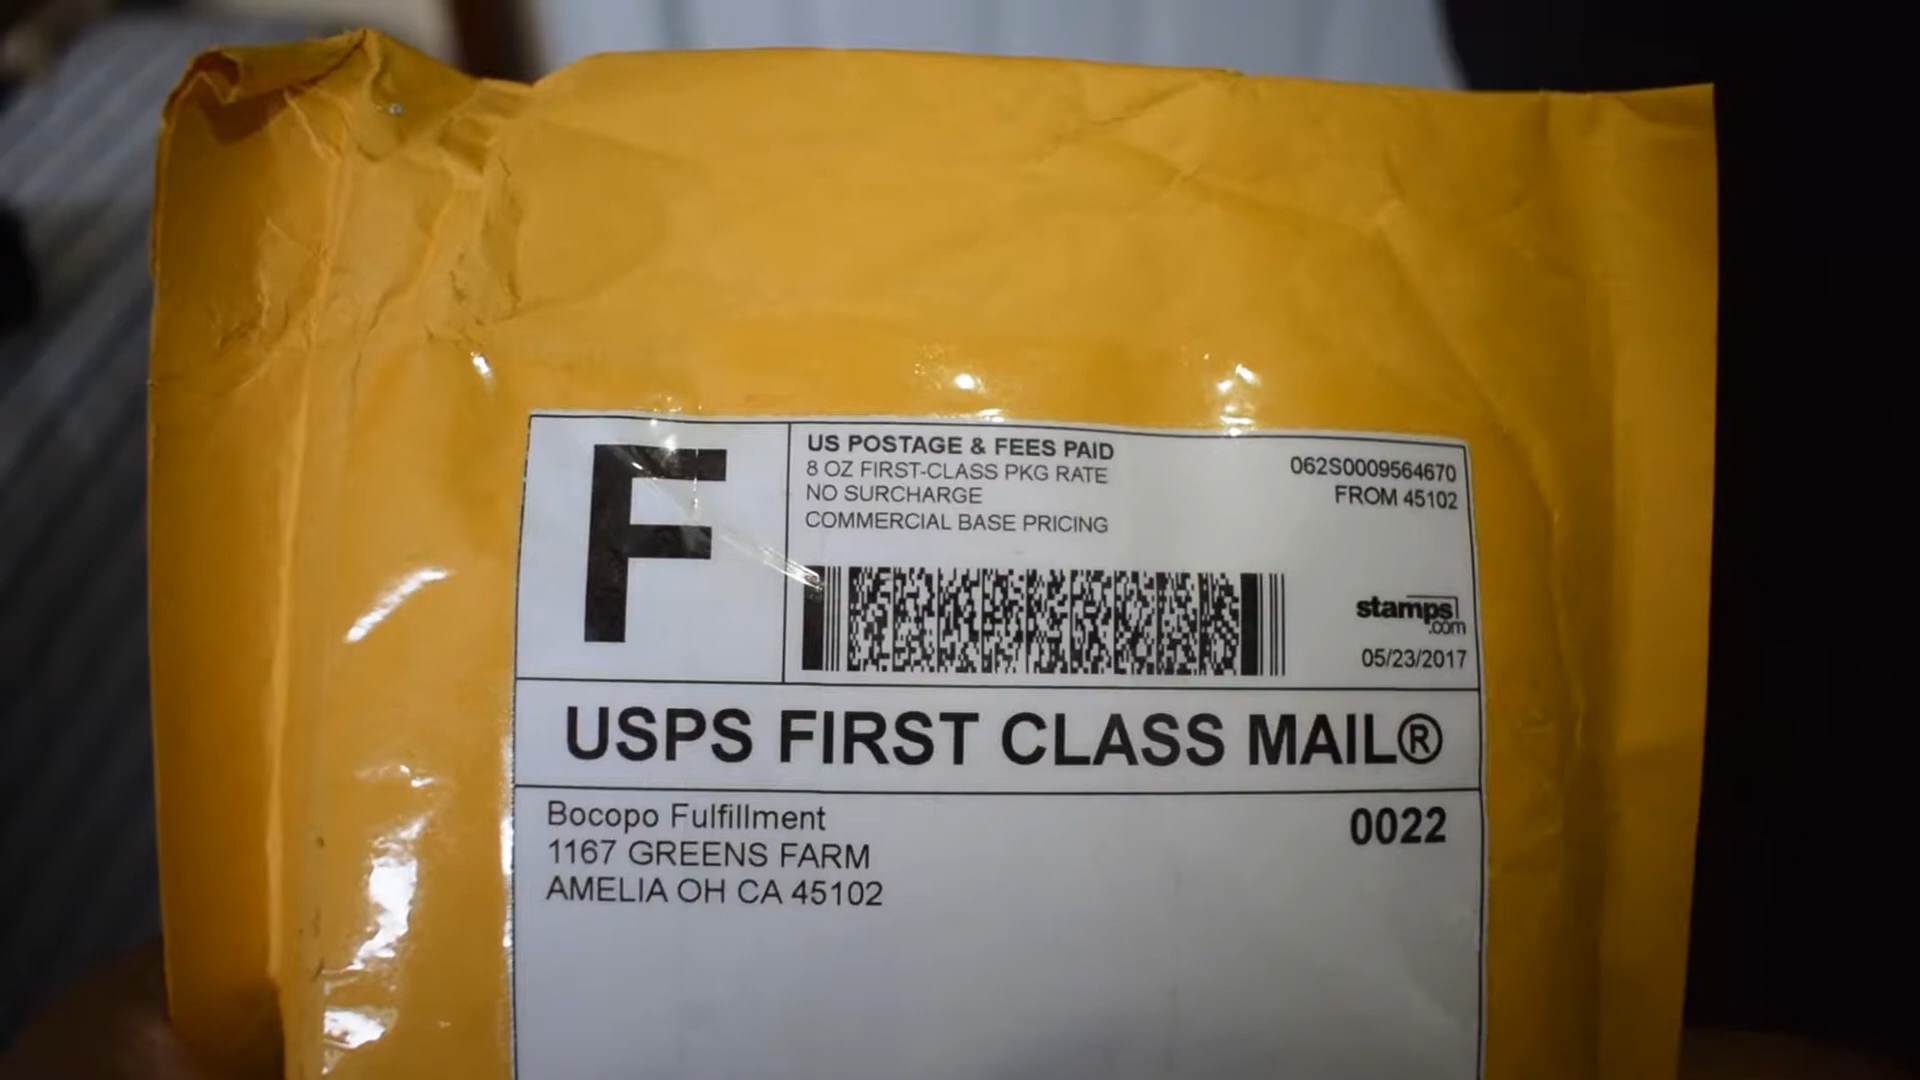 F
US POSTAGE & FEES PAID
8 OZ FIRST-CLASS PKG RATE
NO SURCHARGE
COMMERCIAL BASE PRICING
062S0009564670
FROM 45102
stamps
.com
05/23/2017
USPS FIRST CLASS MAIL®
Bocopo Fulfillment
1167 GREENS FARM
AMELIA OH CA 45102
0022